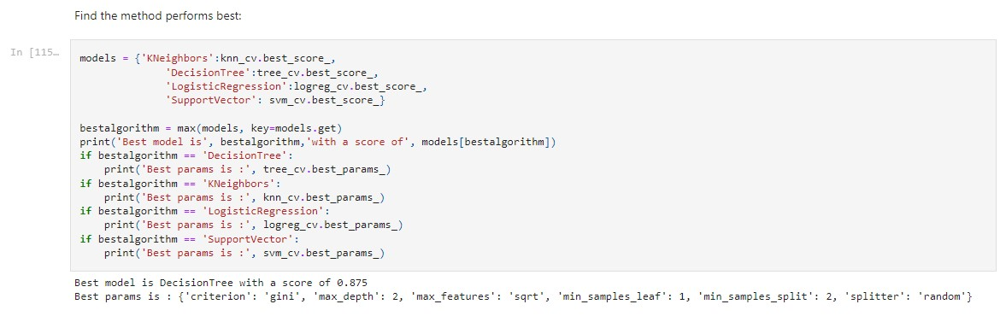 Find the method performs best:
In [115…
models = {'KNeighbors':knn_cv.best_score_,
'DecisionTree':tree_cv.best_score_,
'LogisticRegression':logreg_cv.best_score_,
'SupportVector': svm_cv.best_score_}
bestalgorithm = max(models, key=models.get)
print('Best model is', bestalgorithm,'with a score of', models[bestalgorithm])
if bestalgorithm == 'DecisionTree':
print('Best params is :', tree_cv.best_params_)
if bestalgorithm == 'KNeighbors':
print('Best params is :', knn_cv.best_params_)
if bestalgorithm == 'LogisticRegression':
print('Best params is :', logreg_cv.best_params_)
if bestalgorithm == 'SupportVector':
print('Best params is :', svm_cv.best_params_)
Best model is DecisionTree with a score of 0.875
Best params is : {'criterion': 'gini', 'max_depth': 2, 'max_features': 'sqrt', 'min_samples_leaf': 1, 'min_samples_split': 2, 'splitter': 'random'}